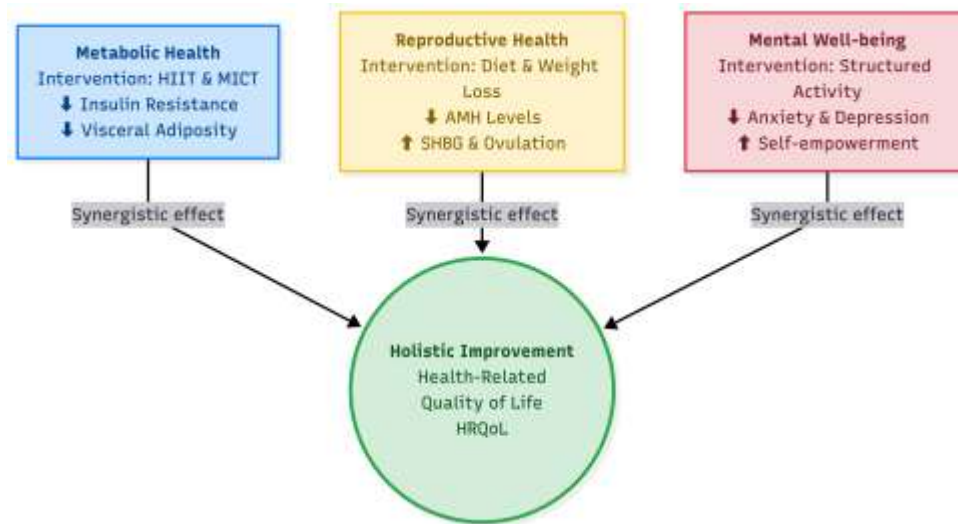 Metabolic Health
Intervention: HIIT & MICT
⬇ Insulin Resistance
⬇ Visceral Adiposity
Reproductive Health
Intervention: Diet & Weight
Loss
⬇ AMH Levels
⬆ SHBG & Ovulation
Mental Well-being
Intervention: Structured
Activity
⬇ Anxiety & Depression
⬆ Self-empowerment
Synergistic effect
Synergistic effect
Synergistic effect
Holistic Improvement
Health-Related
Quality of Life
HRQoL